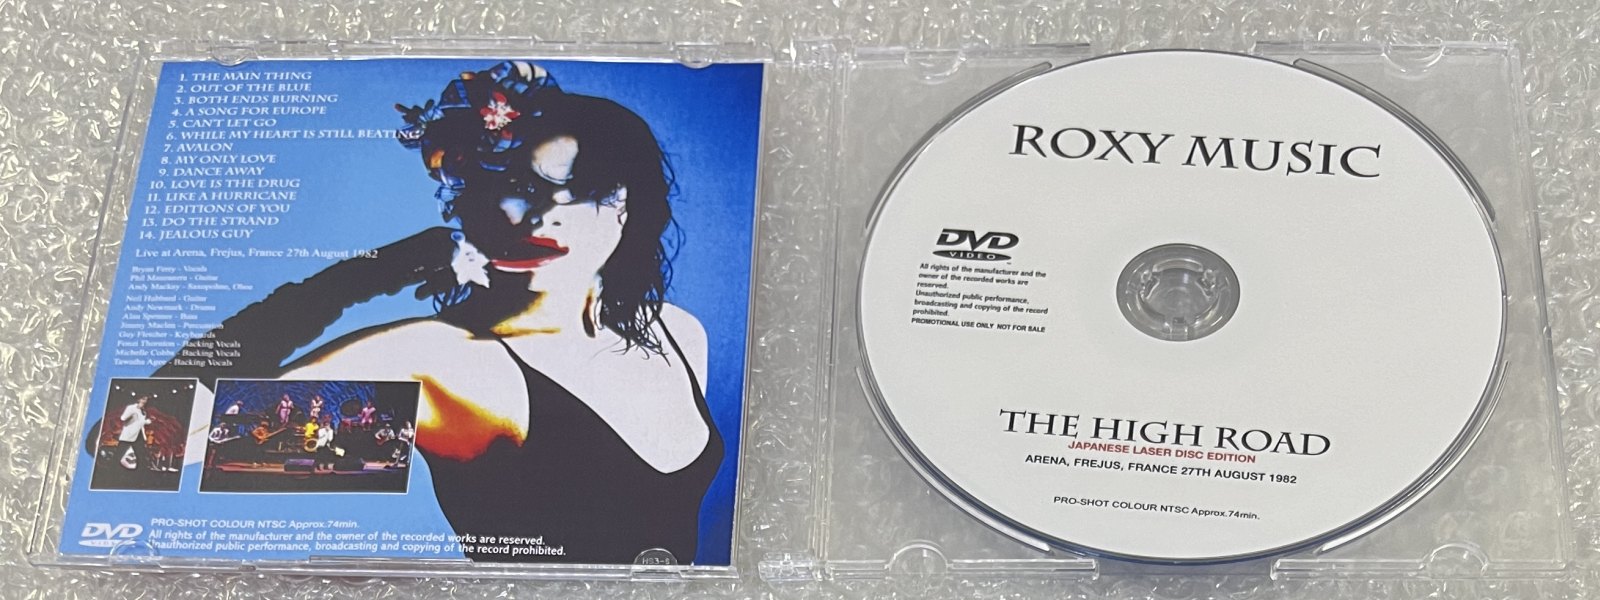 1. THE MAIN THING
2. OUT OF THE BLUE
3. BOTH ENDS BURNING
4. A SONG FOR EUROPE
5. CAN'T LET GO
6. WHILE MY HEART IS STILL BEATING
7. AVALON
8. MY ONLY LOVE
9. DANCE AWAY
10. LOVE IS THE DRUG
11. LIKE A HURRICANE
12. EDITIONS OF YOU
13. DO THE STRAND
14. JEALOUS GUY
Live at Arena, Frejus, France 27th August 1982
Bryan Ferry - Vocals
Phil Manzanera - Guitar
Andy Mackay - Saxopohne, Oboe
Neil Hubbard - Guitar
Andy Newmark - Drums
Alan Spenner - Bass
Jimmy Maelen - Percussion
Guy Fletcher - Keyboards
Fonzi Thornton - Backing Vocals
Michelle Cobbs - Backing Vocals
Tawatha Agee - Backing Vocals
DVD
VIDEO
PRO-SHOT COLOUR NTSC Approx.74min.
All rights of the manufacturer and the owner of the recorded works are reserved.
Unauthorized public performance, broadcasting and copying of the record prohibited.
H93-S
ROXY MUSIC
DVD
VIDEO
All rights of the manufacturer and the
owner of the recorded works are
reserved.
Unauthorized public performance,
broadcasting and copying of the record
prohibited.
PROMOTIONAL USE ONLY NOT FOR SALE
THE HIGH ROAD
JAPANESE LASER DISC EDITION
ARENA, FREJUS, FRANCE 27TH AUGUST 1982
PRO-SHOT COLOUR NTSC Approx.74min.